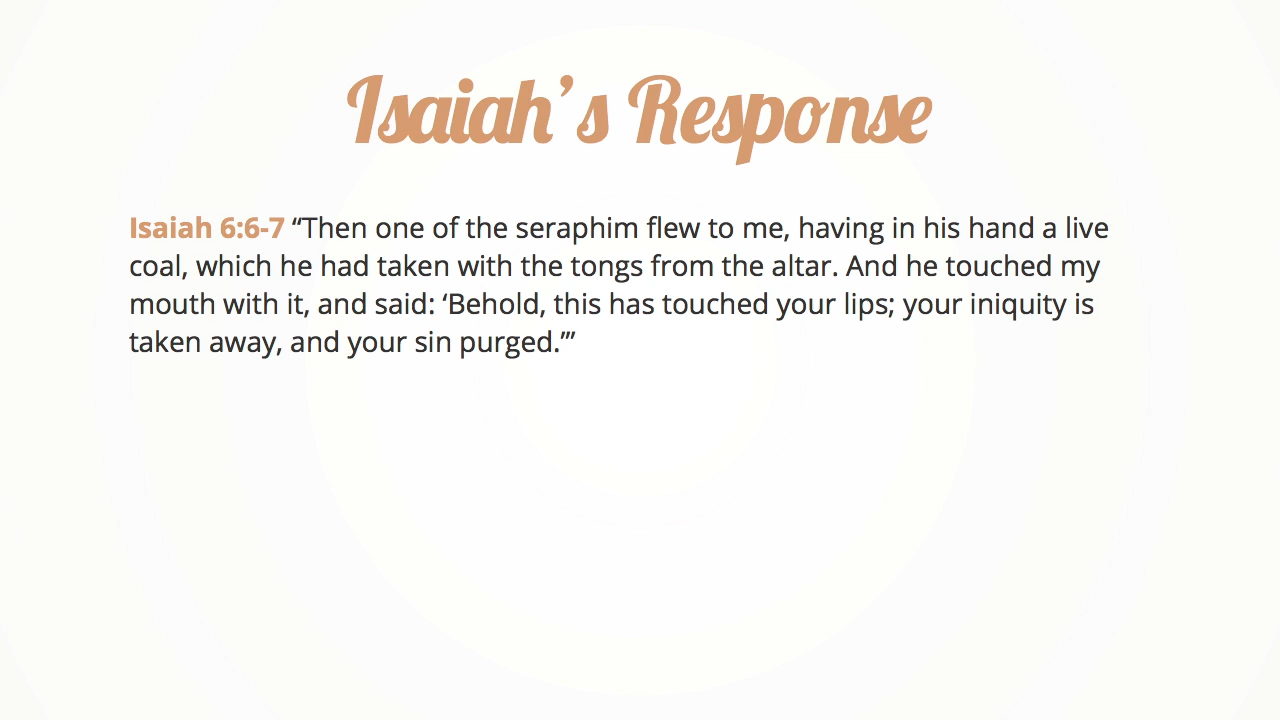 Isaiah’s Response
Isaiah 6:6-7 “Then one of the seraphim flew to me, having in his hand a live
coal, which he had taken with the tongs from the altar. And he touched my
mouth with it, and said: ‘Behold, this has touched your lips; your iniquity is
taken away, and your sin purged.’”